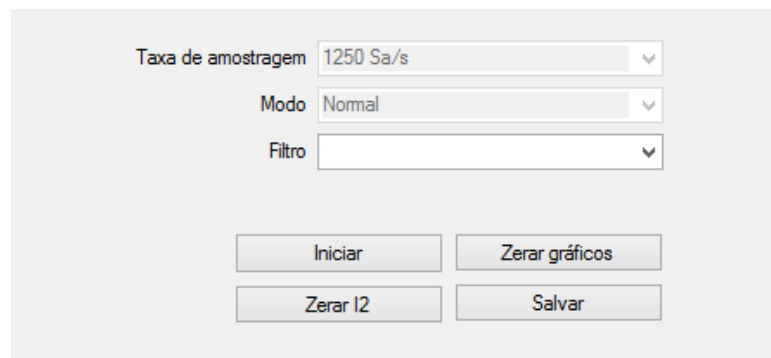 Taxa de amostragem 1250 Sa/s
Modo Normal
Filtro
Iniciar Zerar gráficos
Zerar I2 Salvar